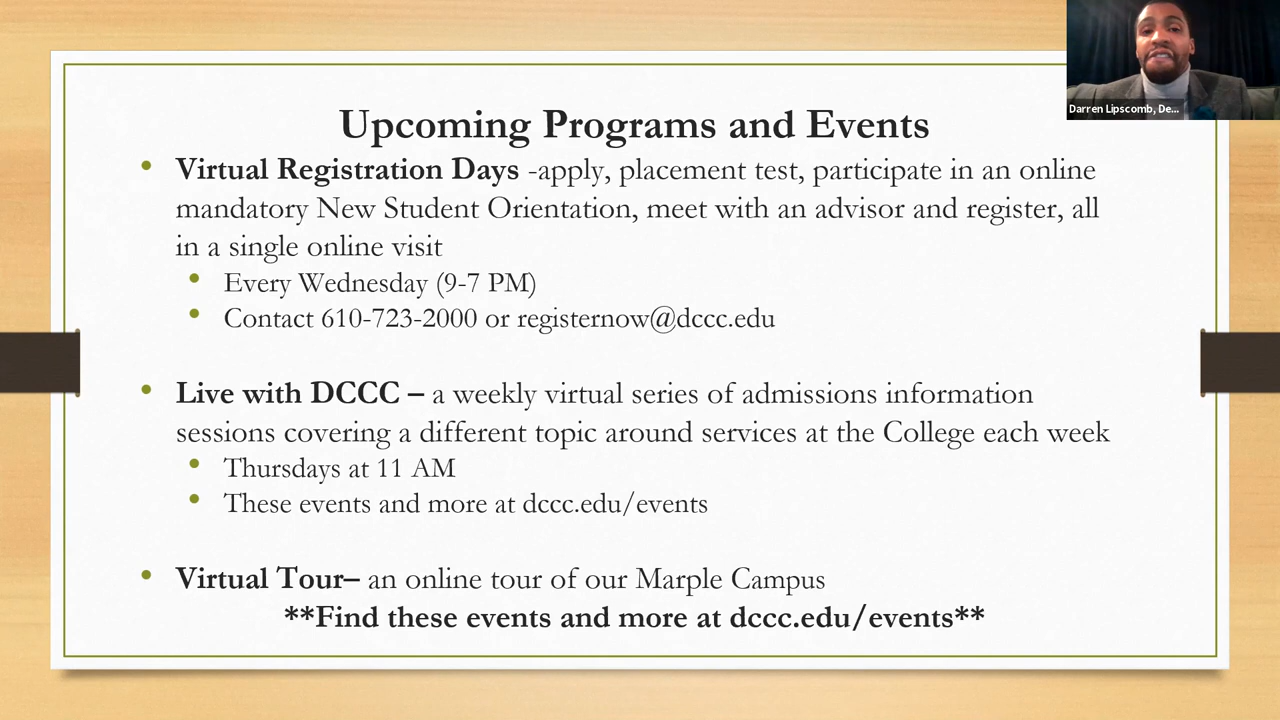 Darren Lipscomb, De...
Upcoming Programs and Events
• Virtual Registration Days -apply, placement test, participate in an online
mandatory New Student Orientation, meet with an advisor and register, all
in a single online visit
• Every Wednesday (9-7 PM)
• Contact 610-723-2000 or registernow@dccc.edu
• Live with DCCC – a weekly virtual series of admissions information
sessions covering a different topic around services at the College each week
• Thursdays at 11 AM
• These events and more at dccc.edu/events
• Virtual Tour– an online tour of our Marple Campus
**Find these events and more at dccc.edu/events**